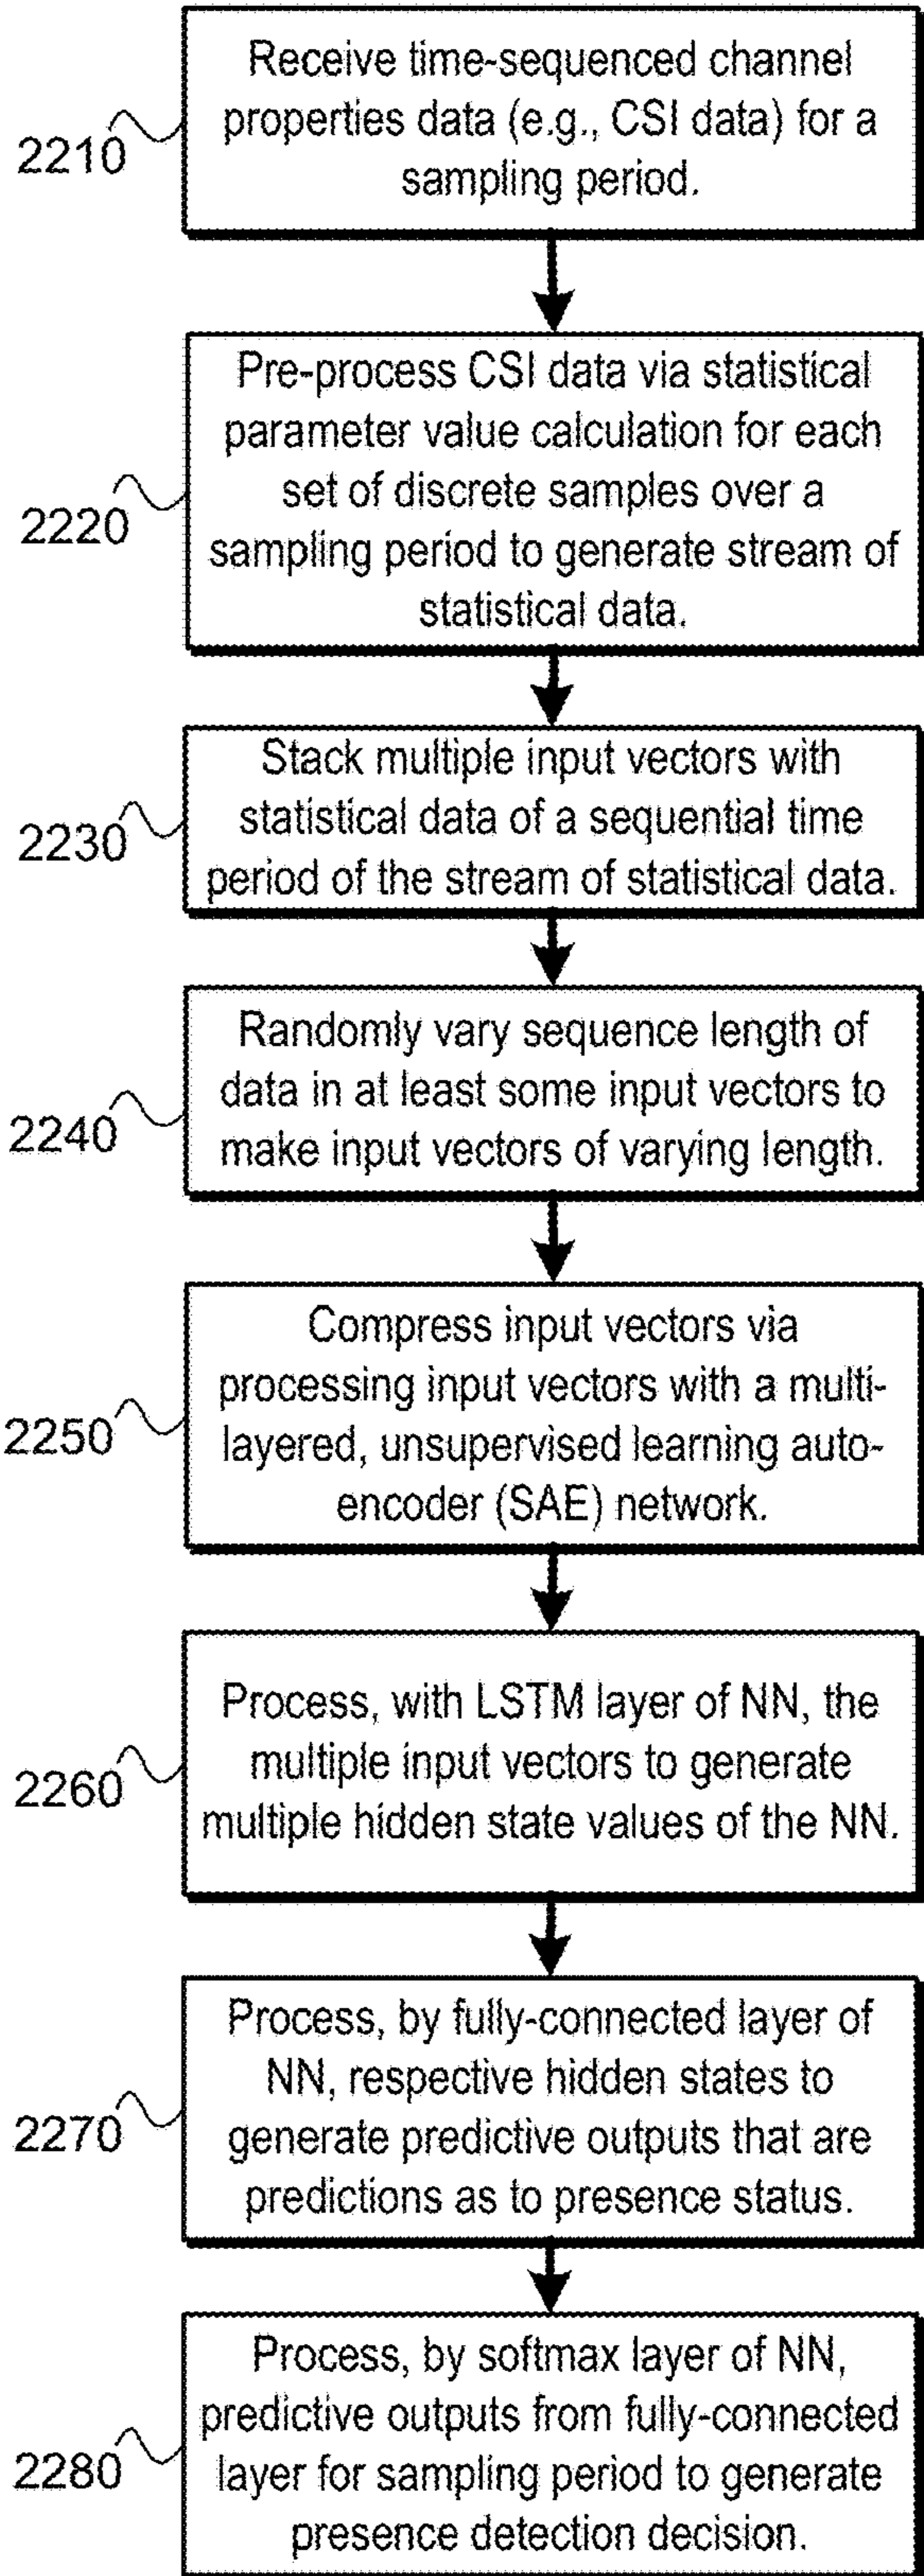 Receive time-sequenced channel
properties data (e.g., CSI data) for a
sampling period.
2210
Pre-process CSI data via statistical
parameter value calculation for each
set of discrete samples over a
sampling period to generate stream of
statistical data.
2220
Stack multiple input vectors with
statistical data of a sequential time
period of the stream of statistical data.
2230
Randomly vary sequence length of
data in at least some input vectors to
make input vectors of varying length.
2240
Compress input vectors via
processing input vectors with a multi-
layered, unsupervised learning auto-
encoder (SAE) network.
2250
Process, with LSTM layer of NN, the
multiple input vectors to generate
multiple hidden state values of the NN.
2260
Process, by fully-connected layer of
NN, respective hidden states to
generate predictive outputs that are
predictions as to presence status.
2270
Process, by softmax layer of NN,
predictive outputs from fully-connected
layer for sampling period to generate
presence detection decision.
2280